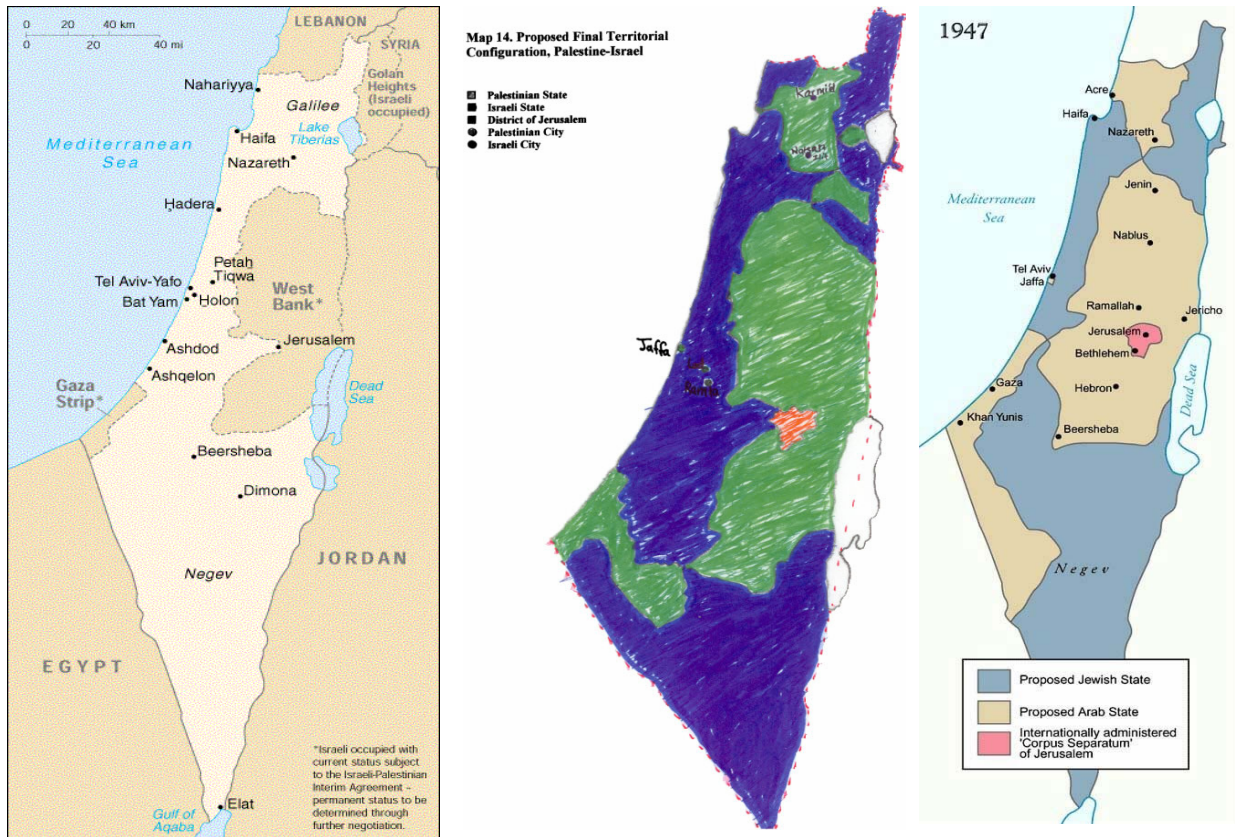 0 20 40 km
0 20 40 mi
LEBANON
SYRIA
Golan
Heights
(Israeli
occupied)
Nahariyya
Galilee
Haifa
Lake
Tiberias
Mediterranean
Sea
Nazareth
Hadera
Petah
Tiqwa
Tel Aviv-Yafo
Bat Yam
Holon
West
Bank*
Jerusalem
Ashdod
Ashqelon
Gaza
Strip*
Dead
Sea
Beersheba
Dimona
JORDAN
Negev
EGYPT
*Israeli occupied with
current status subject
to the Israeli-Palestinian
Interim Agreement –
permanent status to be
determined through
further negotiation.
Elat
Gulf of
Aqaba
Map 14. Proposed Final Territorial
Configuration, Palestine-Israel
Palestinian State
Israeli State
District of Jerusalem
Palestinian City
Israeli City
Karmiel
Jaffa
1947
Acre
Haifa
Nazareth
Jenin
Mediterranean
Sea
Nablus
Tel Aviv
Jaffa
Ramallah
Jericho
Jerusalem
Bethlehem
Gaza
Hebron
Dead Sea
Khan Yunis
Beersheba
Negev
Proposed Jewish State
Proposed Arab State
Internationally administered
'Corpus Separatum'
of Jerusalem